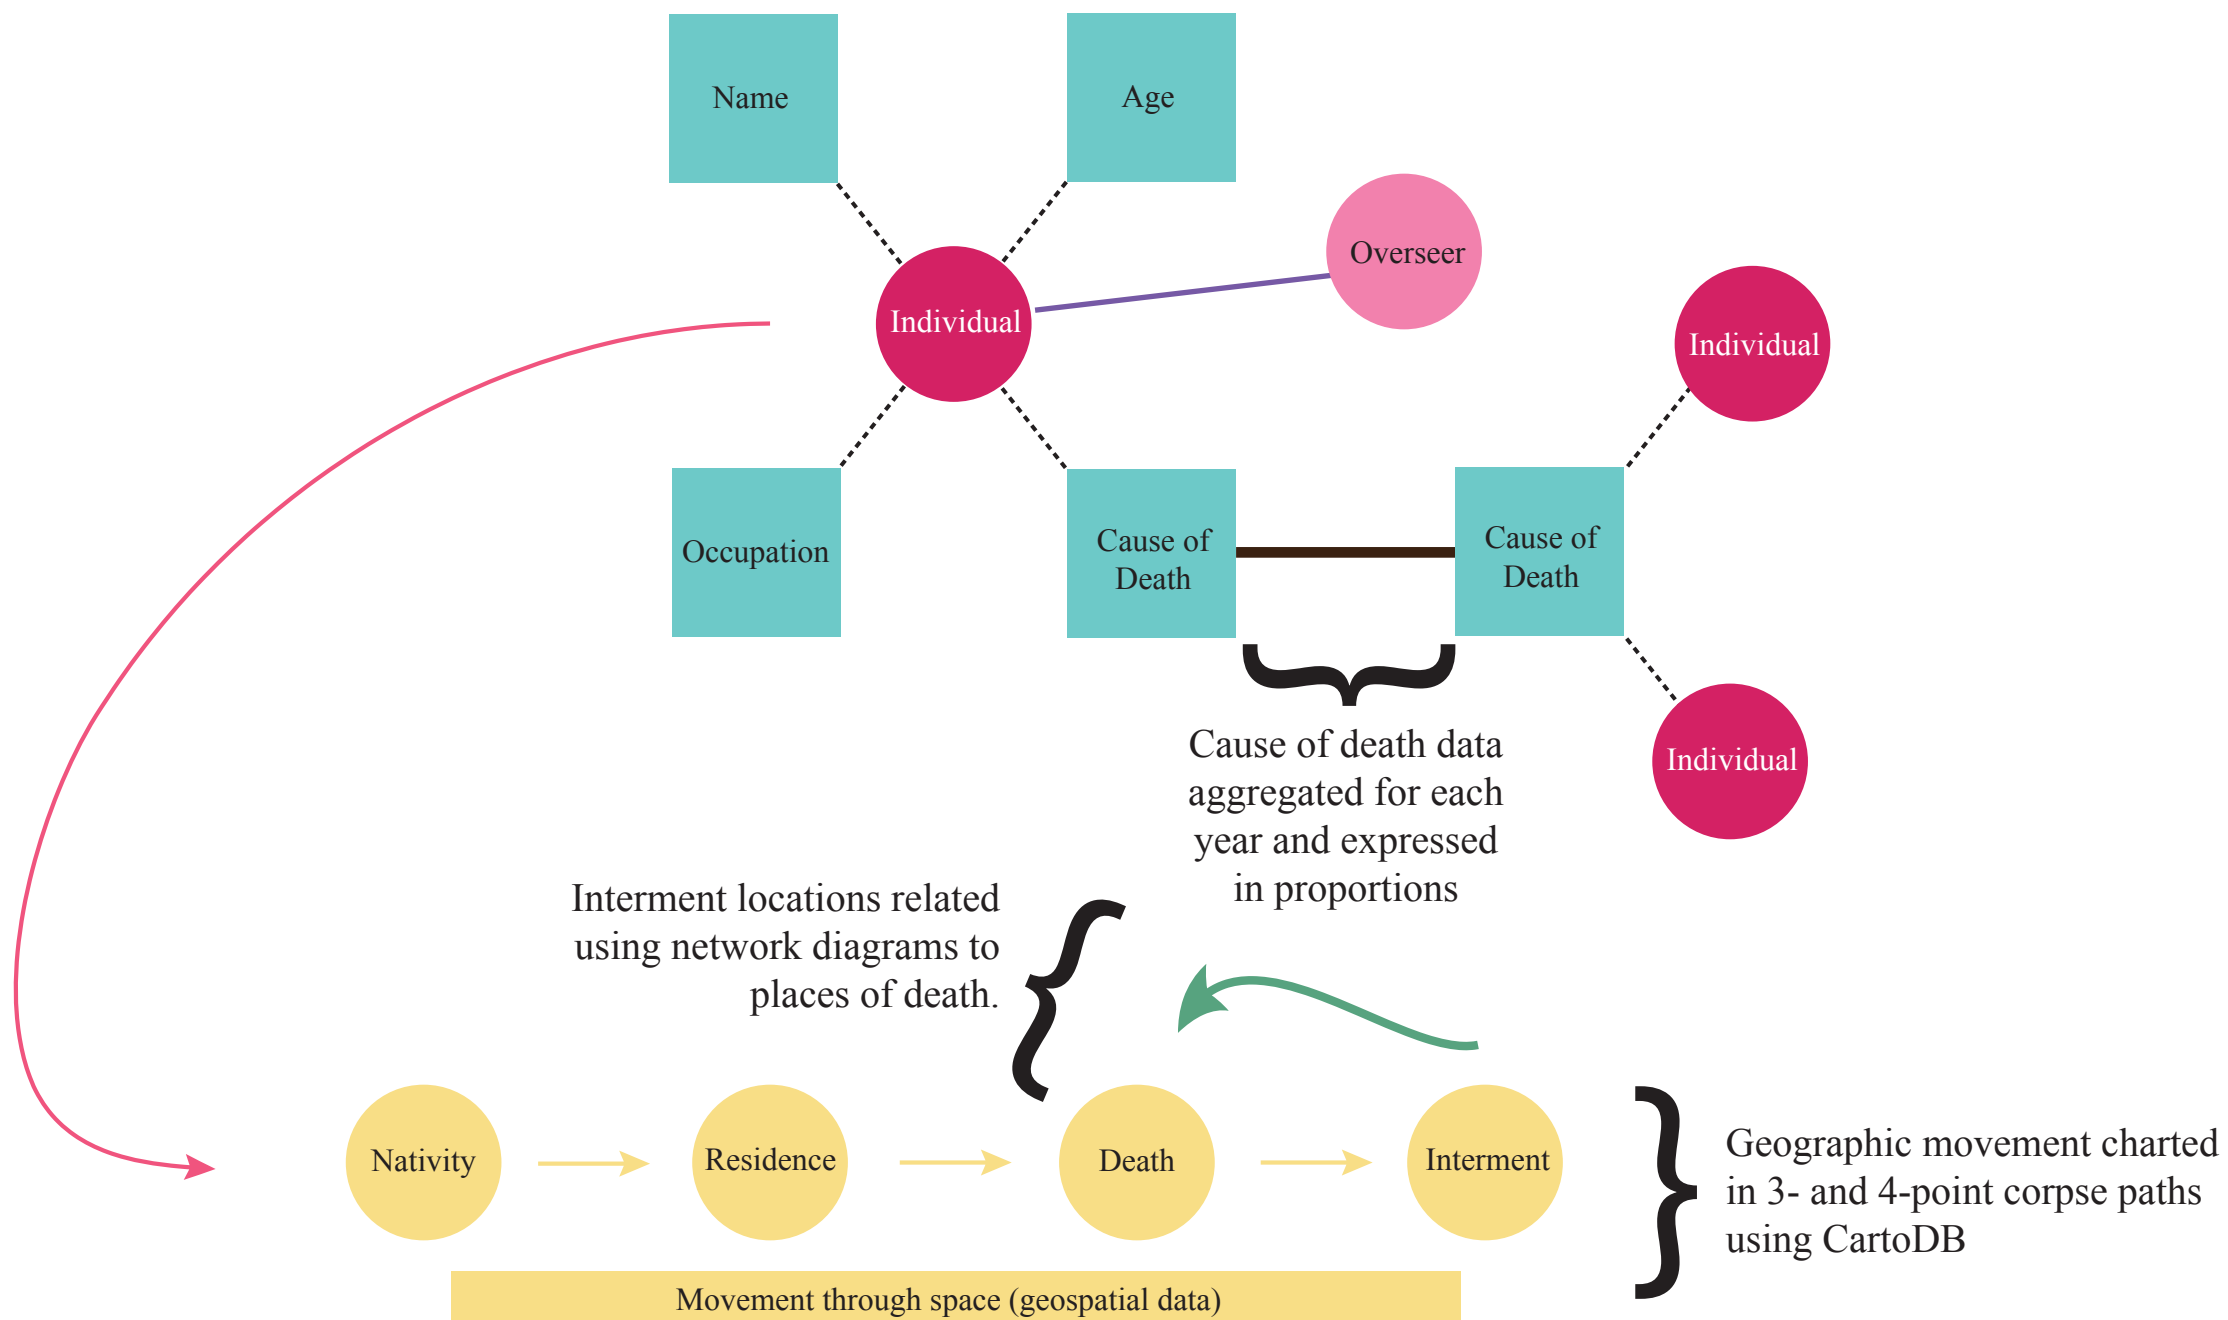 Name
Age
Overseer
Individual
Individual
Occupation
Cause of
Death
Cause of
Death
Individual
Cause of death data
aggregated for each
year and expressed
in proportions
Interment locations related
using network diagrams to
places of death.
Nativity
Residence
Death
Interment
Geographic movement charted
in 3- and 4-point corpse paths
using CartoDB
Movement through space (geospatial data)